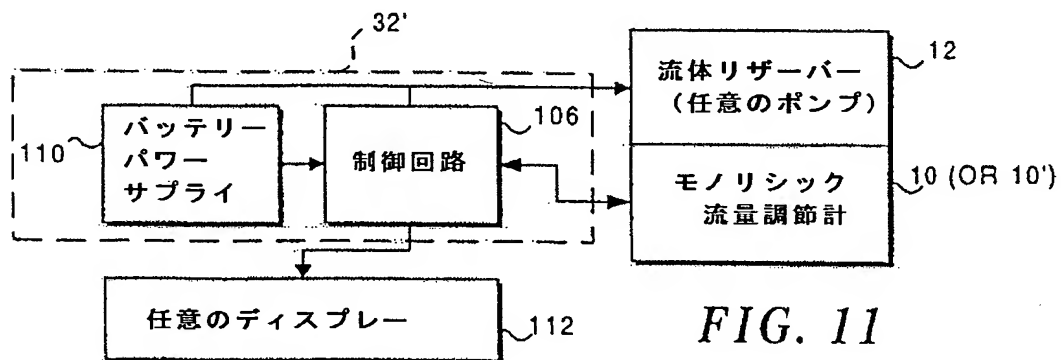 32'
110
バッテリー
パワー
サプライ
制御回路
106
流体リザーバー
(任意のポンプ)
12
モノリシック
流量調節計
10 (OR 10')
任意のディスプレー
112
FIG. 11